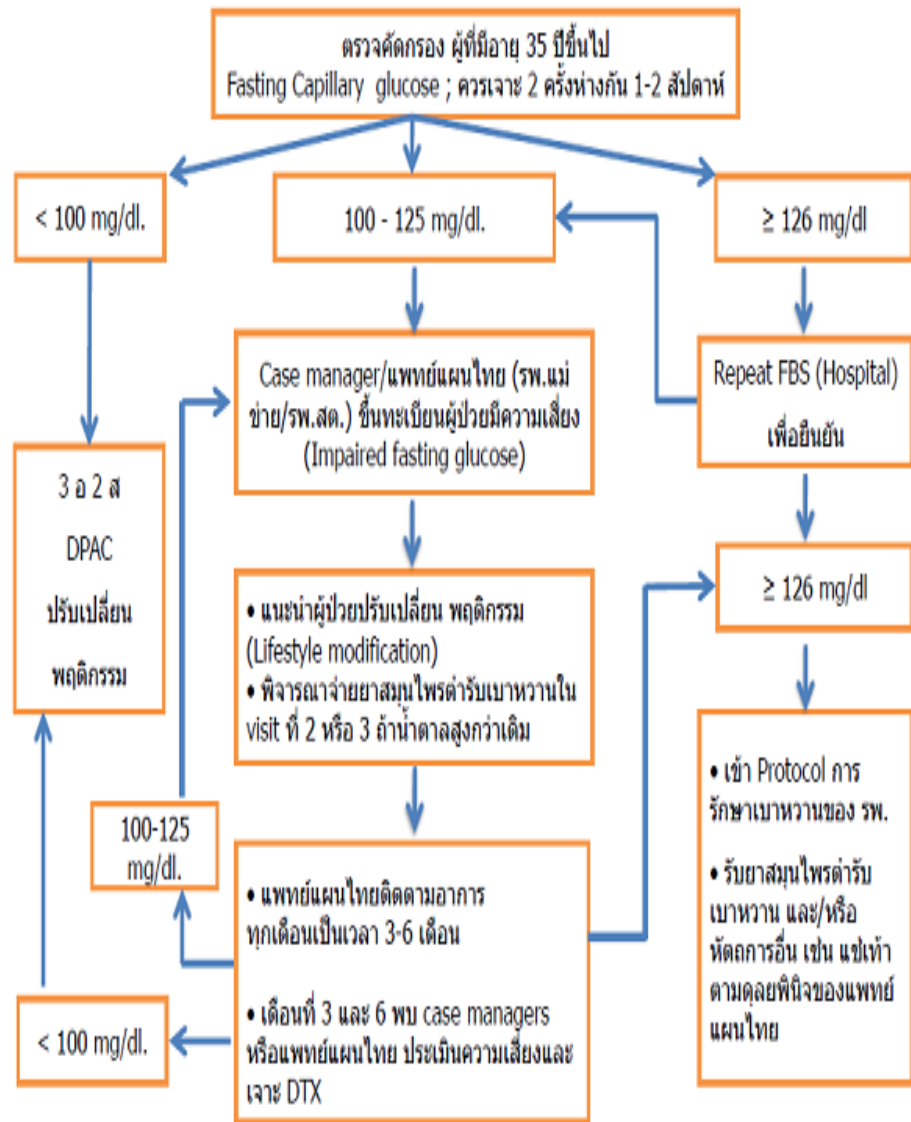 ตรวจคัดกรอง ผู้ที่มีอายุ 35 ปีขึ้นไป
Fasting Capillary glucose ; ควรเจาะ 2 ครั้งห่างกัน 1-2 สัปดาห์
< 100 mg/dl.
100 - 125 mg/dl.
≥ 126 mg/dl
Case manager/แพทย์แผนไทย (รพ.แม่
ข่าย/รพ.สต.) ขึ้นทะเบียนผู้ป่วยมีความเสี่ยง
(Impaired fasting glucose)
Repeat FBS (Hospital)
เพื่อยืนยัน
3 อ 2 ส
DPAC
ปรับเปลี่ยน
พฤติกรรม
• แนะนำผู้ป่วยปรับเปลี่ยน พฤติกรรม
(Lifestyle modification)
• พิจารณาจ่ายยาสมุนไพรตำรับเบาหวานใน
visit ที่ 2 หรือ 3 ถ้าน้ำตาลสูงกว่าเดิม
≥ 126 mg/dl
100-125
mg/dl.
• แพทย์แผนไทยติดตามอาการ
ทุกเดือนเป็นเวลา 3-6 เดือน
• เดือนที่ 3 และ 6 พบ case managers
หรือแพทย์แผนไทย ประเมินความเสี่ยงและ
เจาะ DTX
< 100 mg/dl.
• เข้า Protocol การ
รักษาเบาหวานของ รพ.
• รับยาสมุนไพรตำรับ
เบาหวาน และ/หรือ
หัตถการอื่น เช่น แช่เท้า
ตามดุลยพินิจของแพทย์
แผนไทย